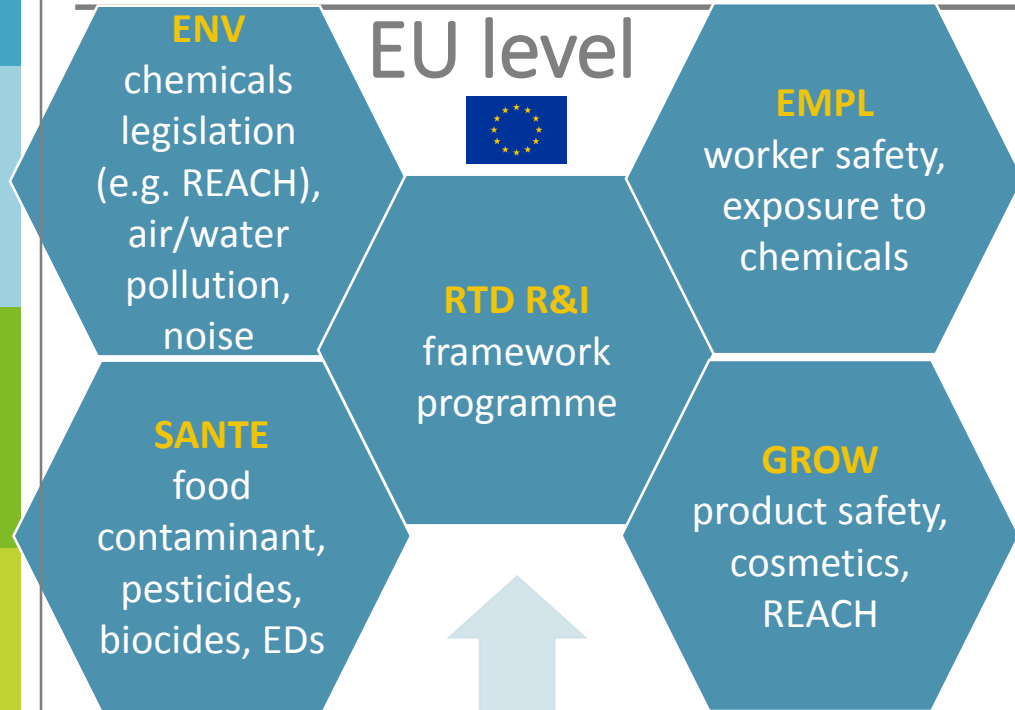 EU level
ENV
chemicals
legislation
(e.g. REACH),
air/water
pollution,
noise
EMPL
worker safety,
exposure to
chemicals
RTD R&I
framework
programme
SANTE
food
contaminant,
pesticides,
biocides, EDs
GROW
product safety,
cosmetics,
REACH